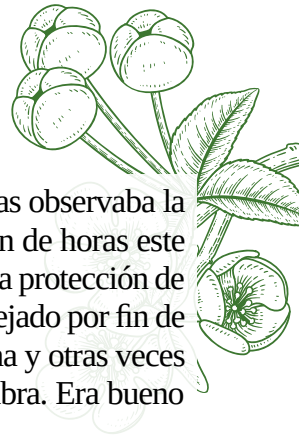 as observaba la
n de horas este
a protección de
ejado por fin de
na y otras veces
bra. Era bueno